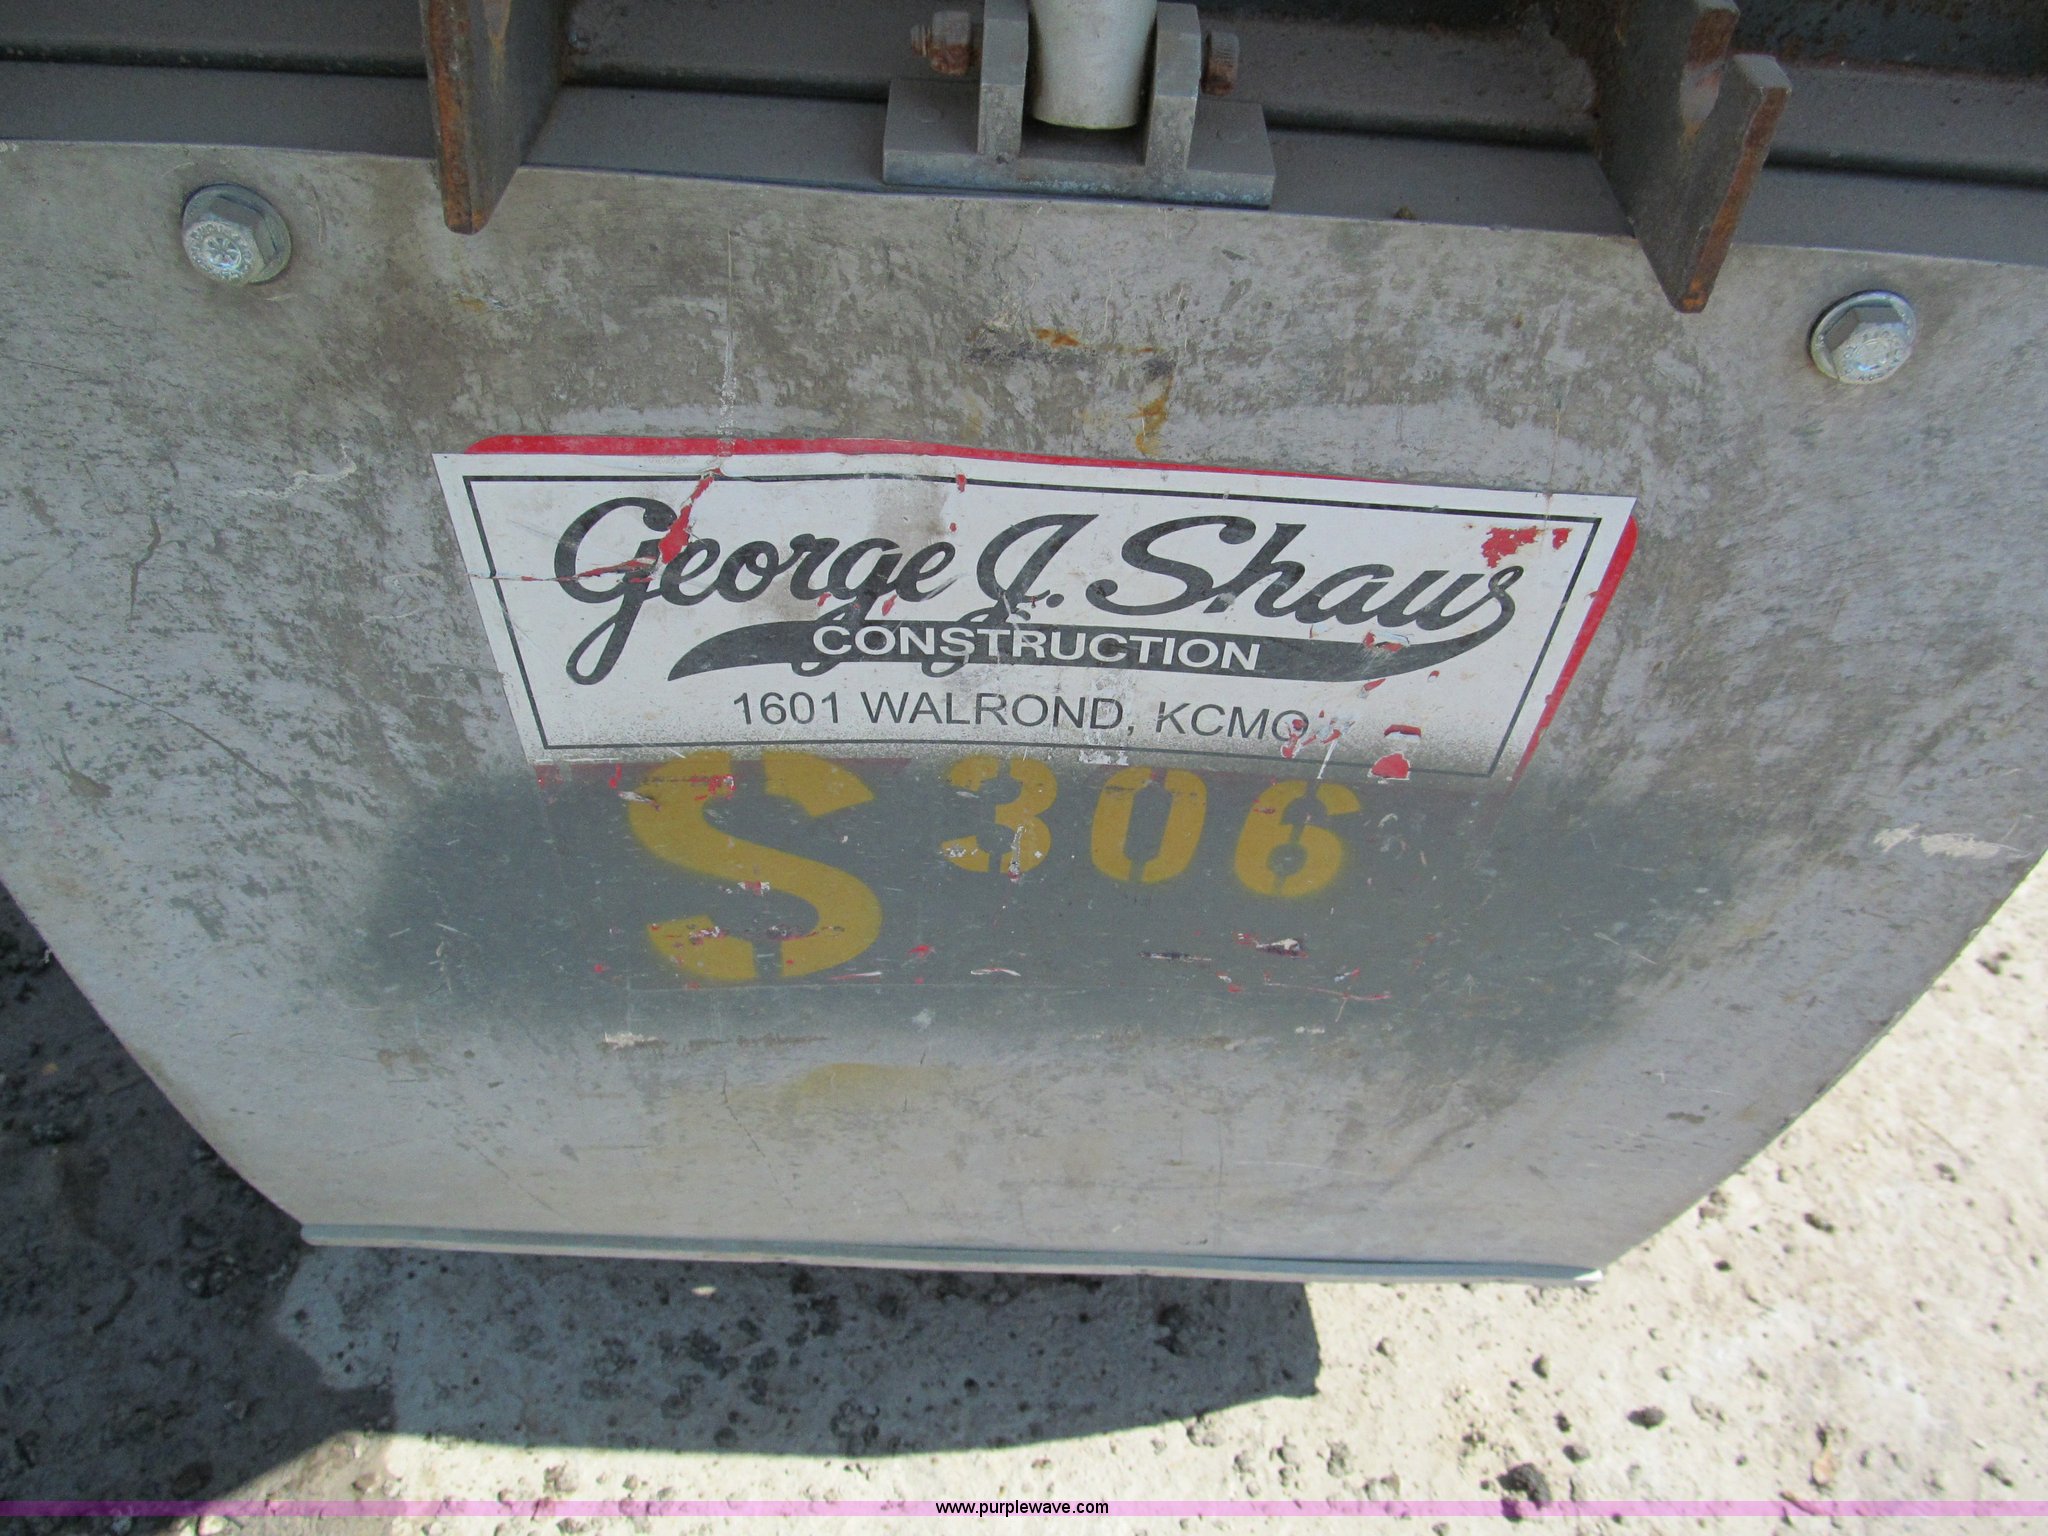 George J. Shaw
CONSTRUCTION
1601 WALROND, KCMO
S 306
www.purplewave.com